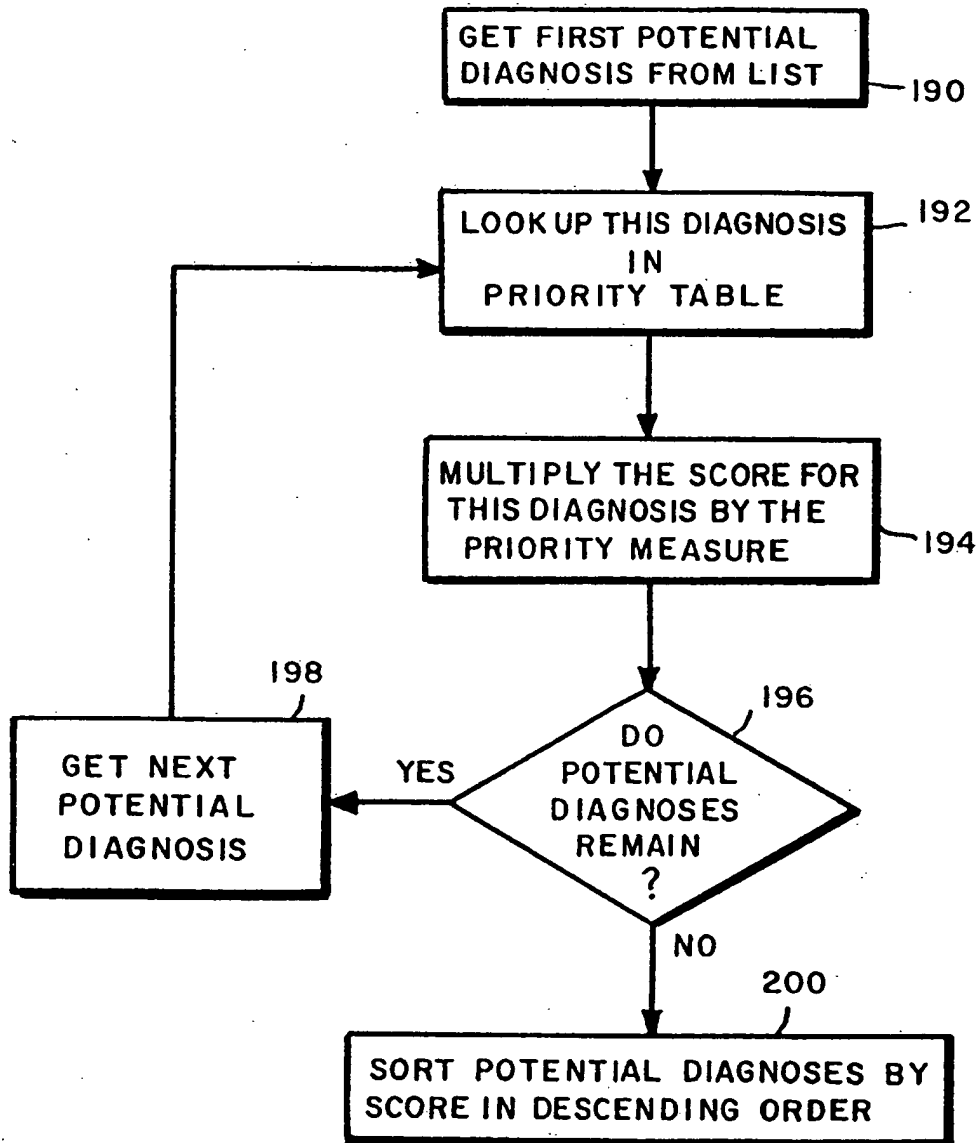 GET FIRST POTENTIAL
DIAGNOSIS FROM LIST
190
LOOK UP THIS DIAGNOSIS
IN
PRIORITY TABLE
192
MULTIPLY THE SCORE FOR
THIS DIAGNOSIS BY THE
PRIORITY MEASURE
194
198
GET NEXT
POTENTIAL
DIAGNOSIS
YES
196
DO
POTENTIAL
DIAGNOSES
REMAIN
?
NO
200
SORT POTENTIAL DIAGNOSES BY
SCORE IN DESCENDING ORDER